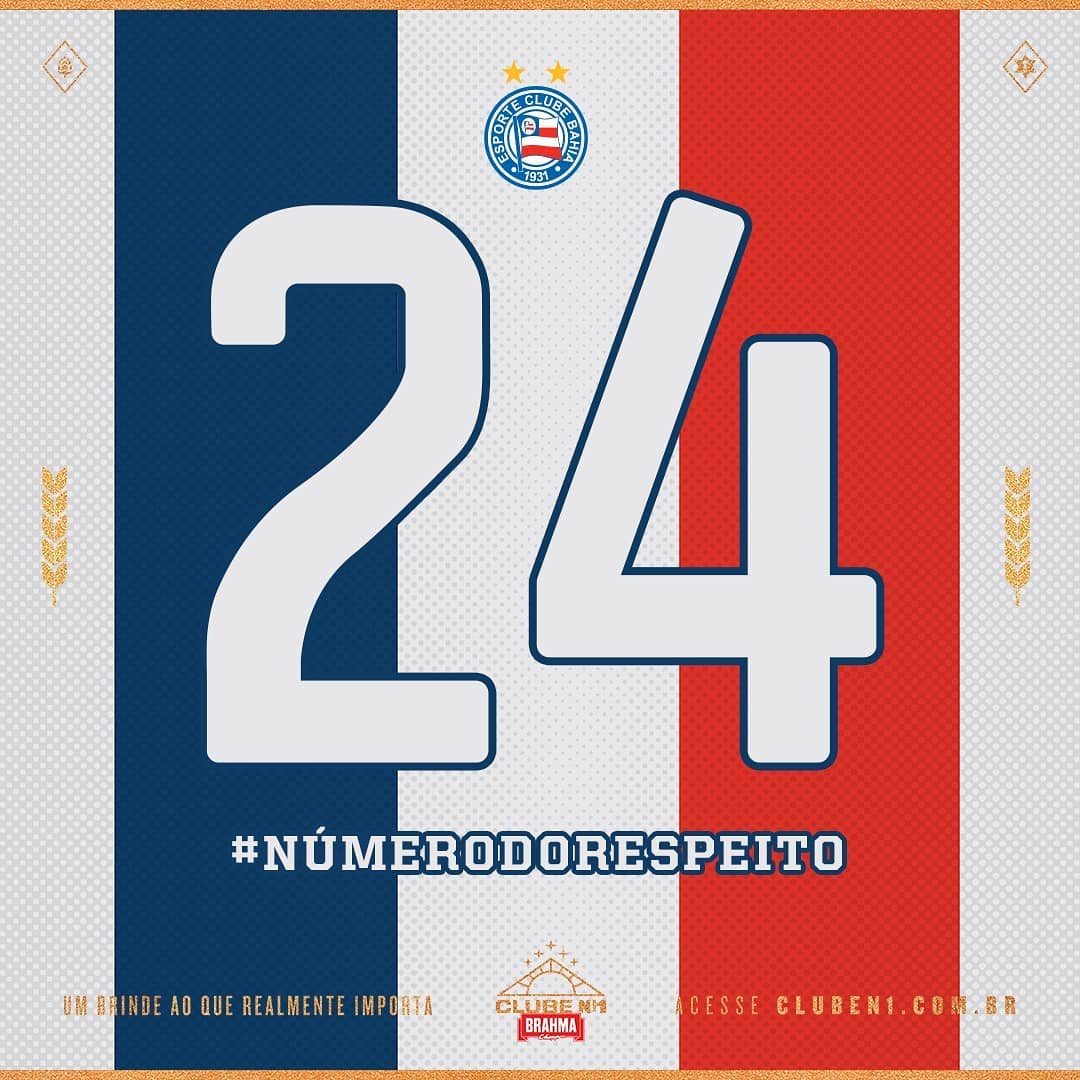 ESPORTE CLUBE BAHIA
1931
24
#NÚMERODORESPEITO
UM BRINDE AO QUE REALMENTE IMPORTA
CLUBE Nº1
BRAHMA
Chopp
ACESSE CLUBEN1.COM.BR